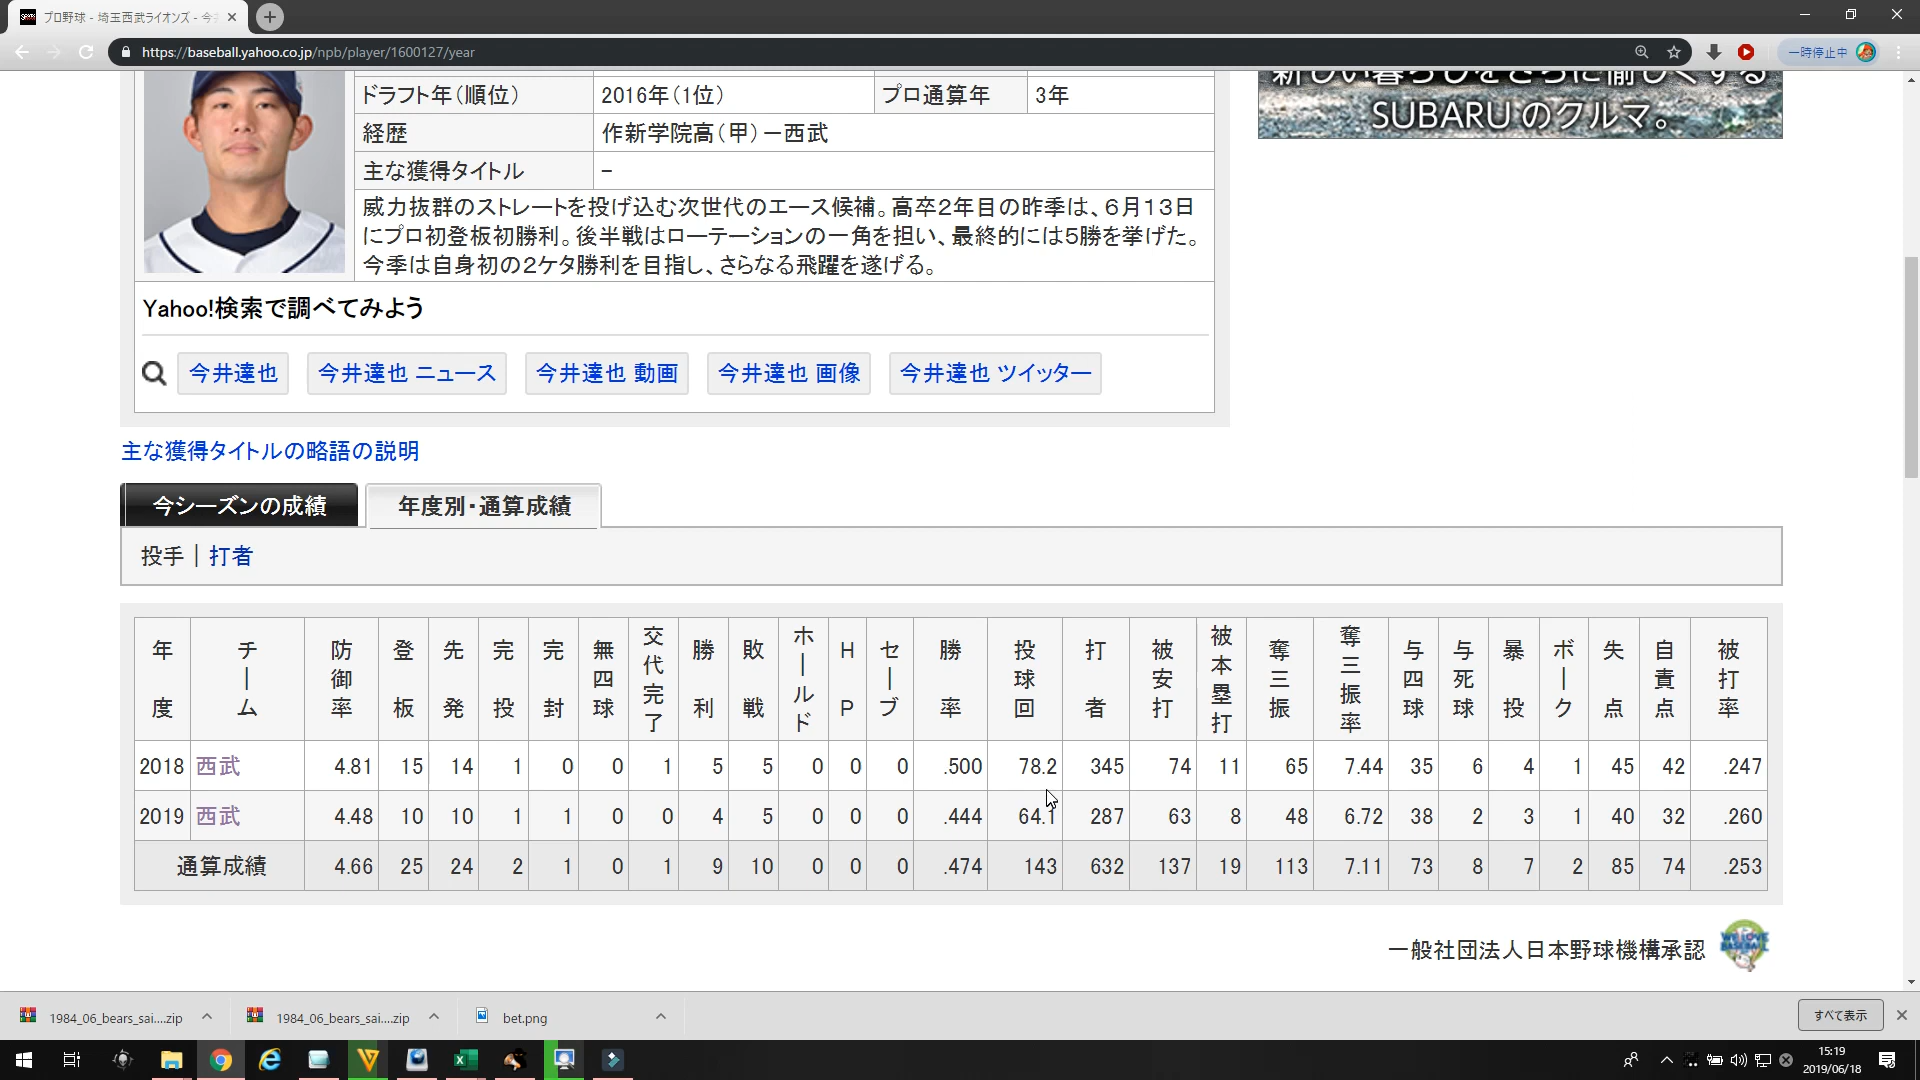 プロ野球 - 埼玉西武ライオンズ - 今
https://baseball.yahoo.co.jp/npb/player/1600127/year
一時停止中
ドラフト年（順位） 2016年（1位） プロ通算年 3年
経歴 作新学院高（甲）－西武
主な獲得タイトル -
威力抜群のストレートを投げ込む次世代のエース候補。高卒２年目の昨季は、６月１３日
にプロ初登板初勝利。後半戦はローテーションの一角を担い、最終的には５勝を挙げた。
今季は自身初の２ケタ勝利を目指し、さらなる飛躍を遂げる。
新しい暮らしをさらに愉しくする
SUBARUのクルマ。
Yahoo!検索で調べてみよう
今井達也 今井達也 ニュース 今井達也 動画 今井達也 画像 今井達也 ツイッター
主な獲得タイトルの略語の説明
今シーズンの成績 年度別・通算成績
投手｜打者
年度 チーム 防御率 登板 先発 完投 完封 無四球 交代完了 勝利 敗戦 ホールド HP セーブ 勝率 投球回 打者 被安打 被本塁打 奪三振 奪三振率 与四球 与死球 暴投 ボーク 失点 自責点 被打率
2018 西武 4.81 15 14 1 0 0 1 5 5 0 0 0 .500 78.2 345 74 11 65 7.44 35 6 4 1 45 42 .247
2019 西武 4.48 10 10 1 1 0 0 4 5 0 0 0 .444 64.1 287 63 8 48 6.72 38 2 3 1 40 32 .260
通算成績 4.66 25 24 2 1 0 1 9 10 0 0 0 .474 143 632 137 19 113 7.11 73 8 7 2 85 74 .253
一般社団法人日本野球機構承認
WE LOVE BASEBALL
1984_06_bears_sai....zip 1984_06_bears_sai....zip bet.png すべて表示
15:19
2019/06/18